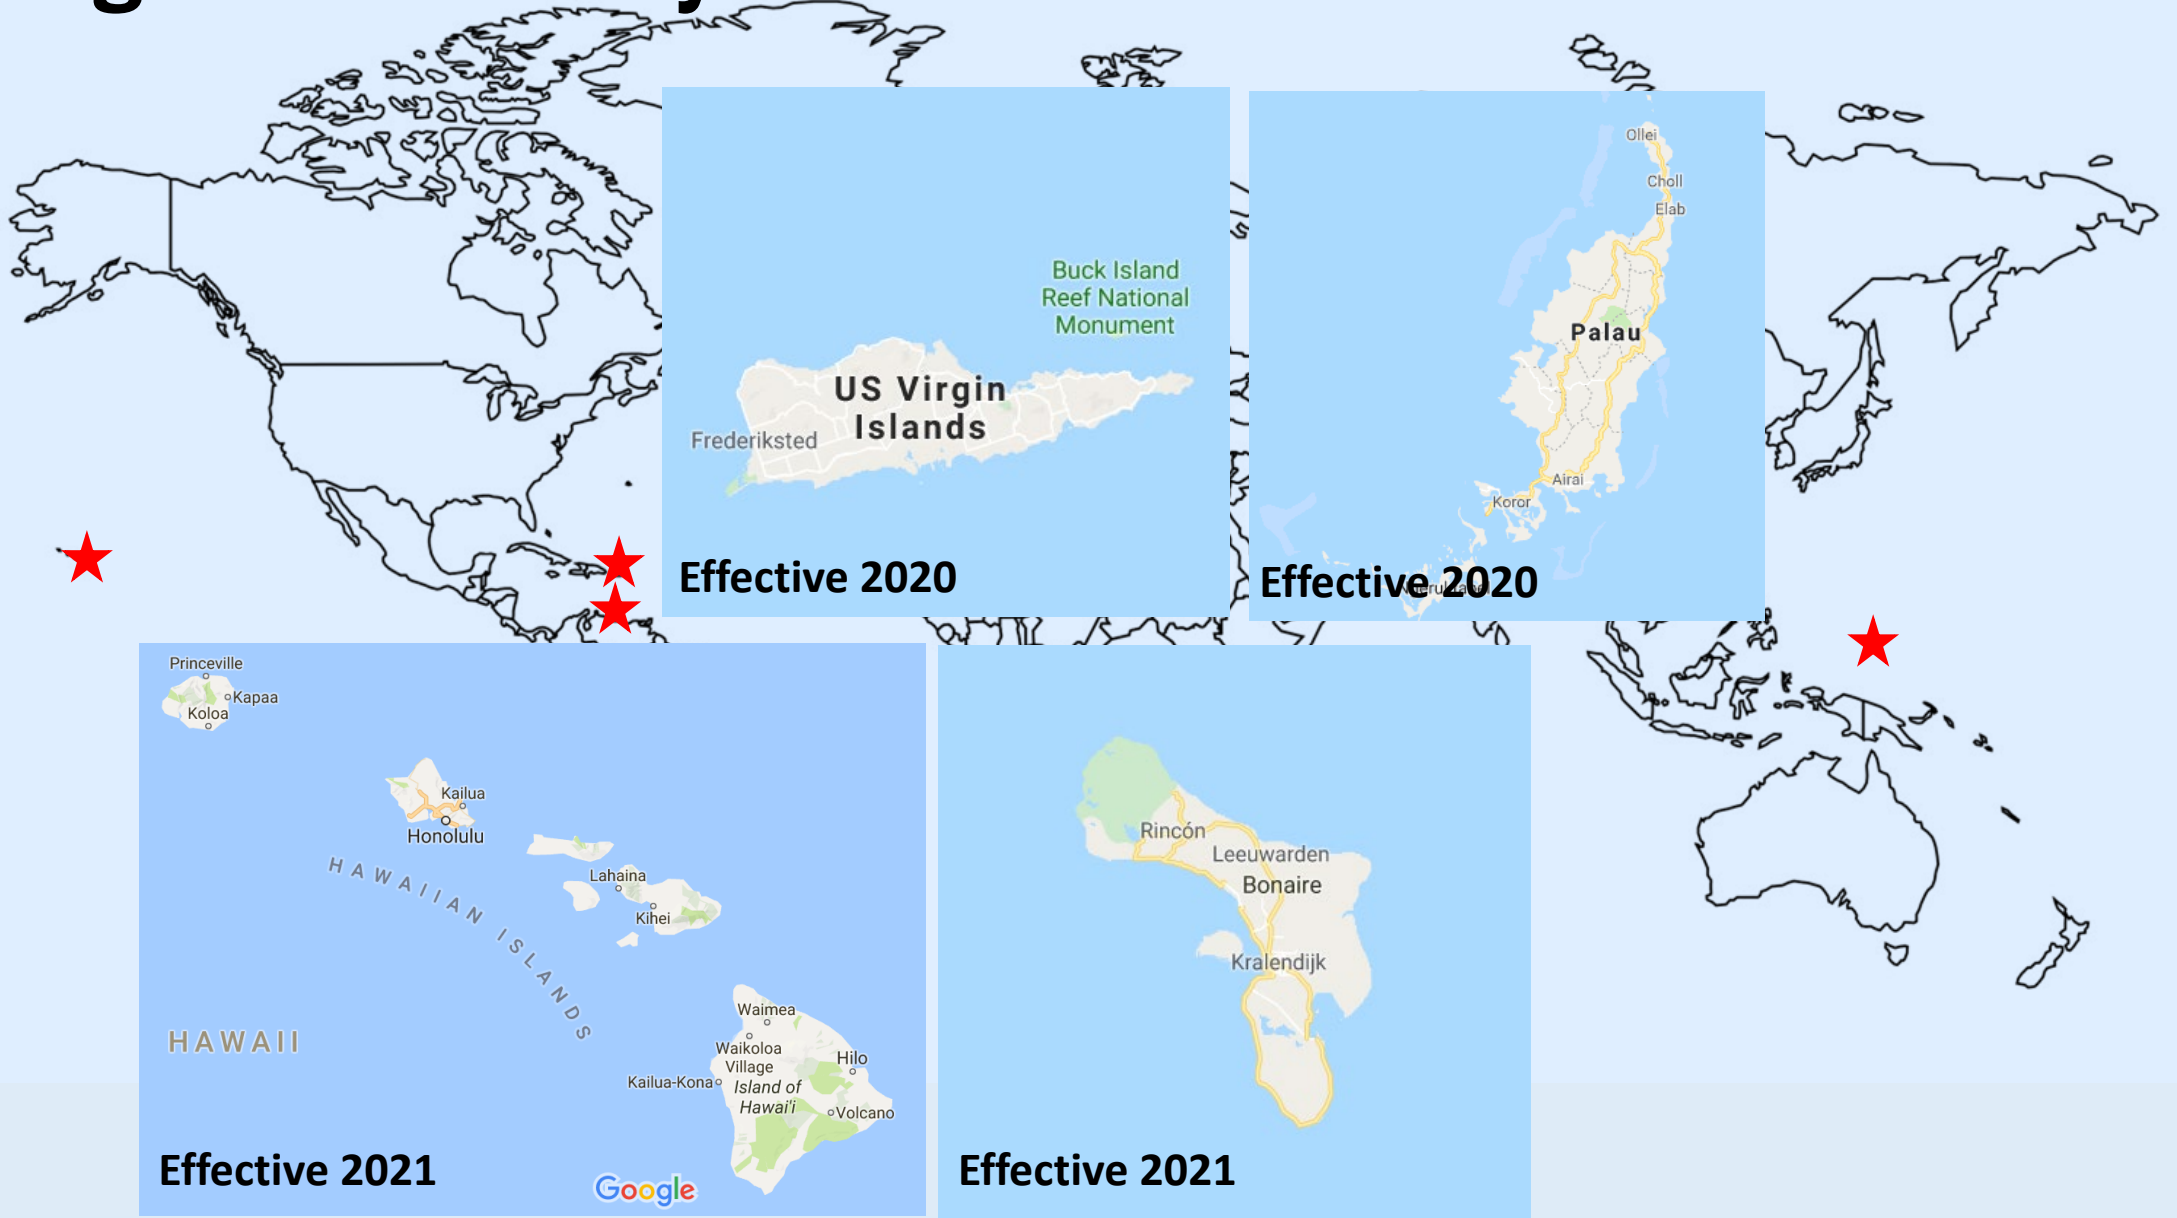 Buck Island
Reef National
Monument
US Virgin
Islands
Frederiksted
Effective 2020
Ollei
Choll
Elab
Palau
Airai
Koror
Effective 2020
Princeville
Kapaa
Koloa
Kailua
Honolulu
HAWAIIAN ISLANDS
Lahaina
Kihei
HAWAII
Waimea
Waikoloa
Village
Hilo
Kailua-Kona
Island of
Hawai'i
Volcano
Effective 2021
Google
Rincón
Leeuwarden
Bonaire
Kralendijk
Effective 2021